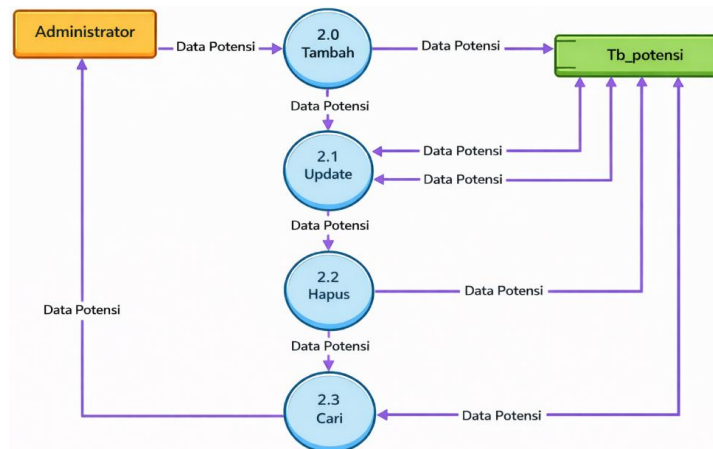 Administrator
Data Potensi
2.0
Tambah
Data Potensi
Tb_potensi
Data Potensi
2.1
Update
Data Potensi
Data Potensi
Data Potensi
2.2
Hapus
Data Potensi
Data Potensi
Data Potensi
2.3
Cari
Data Potensi